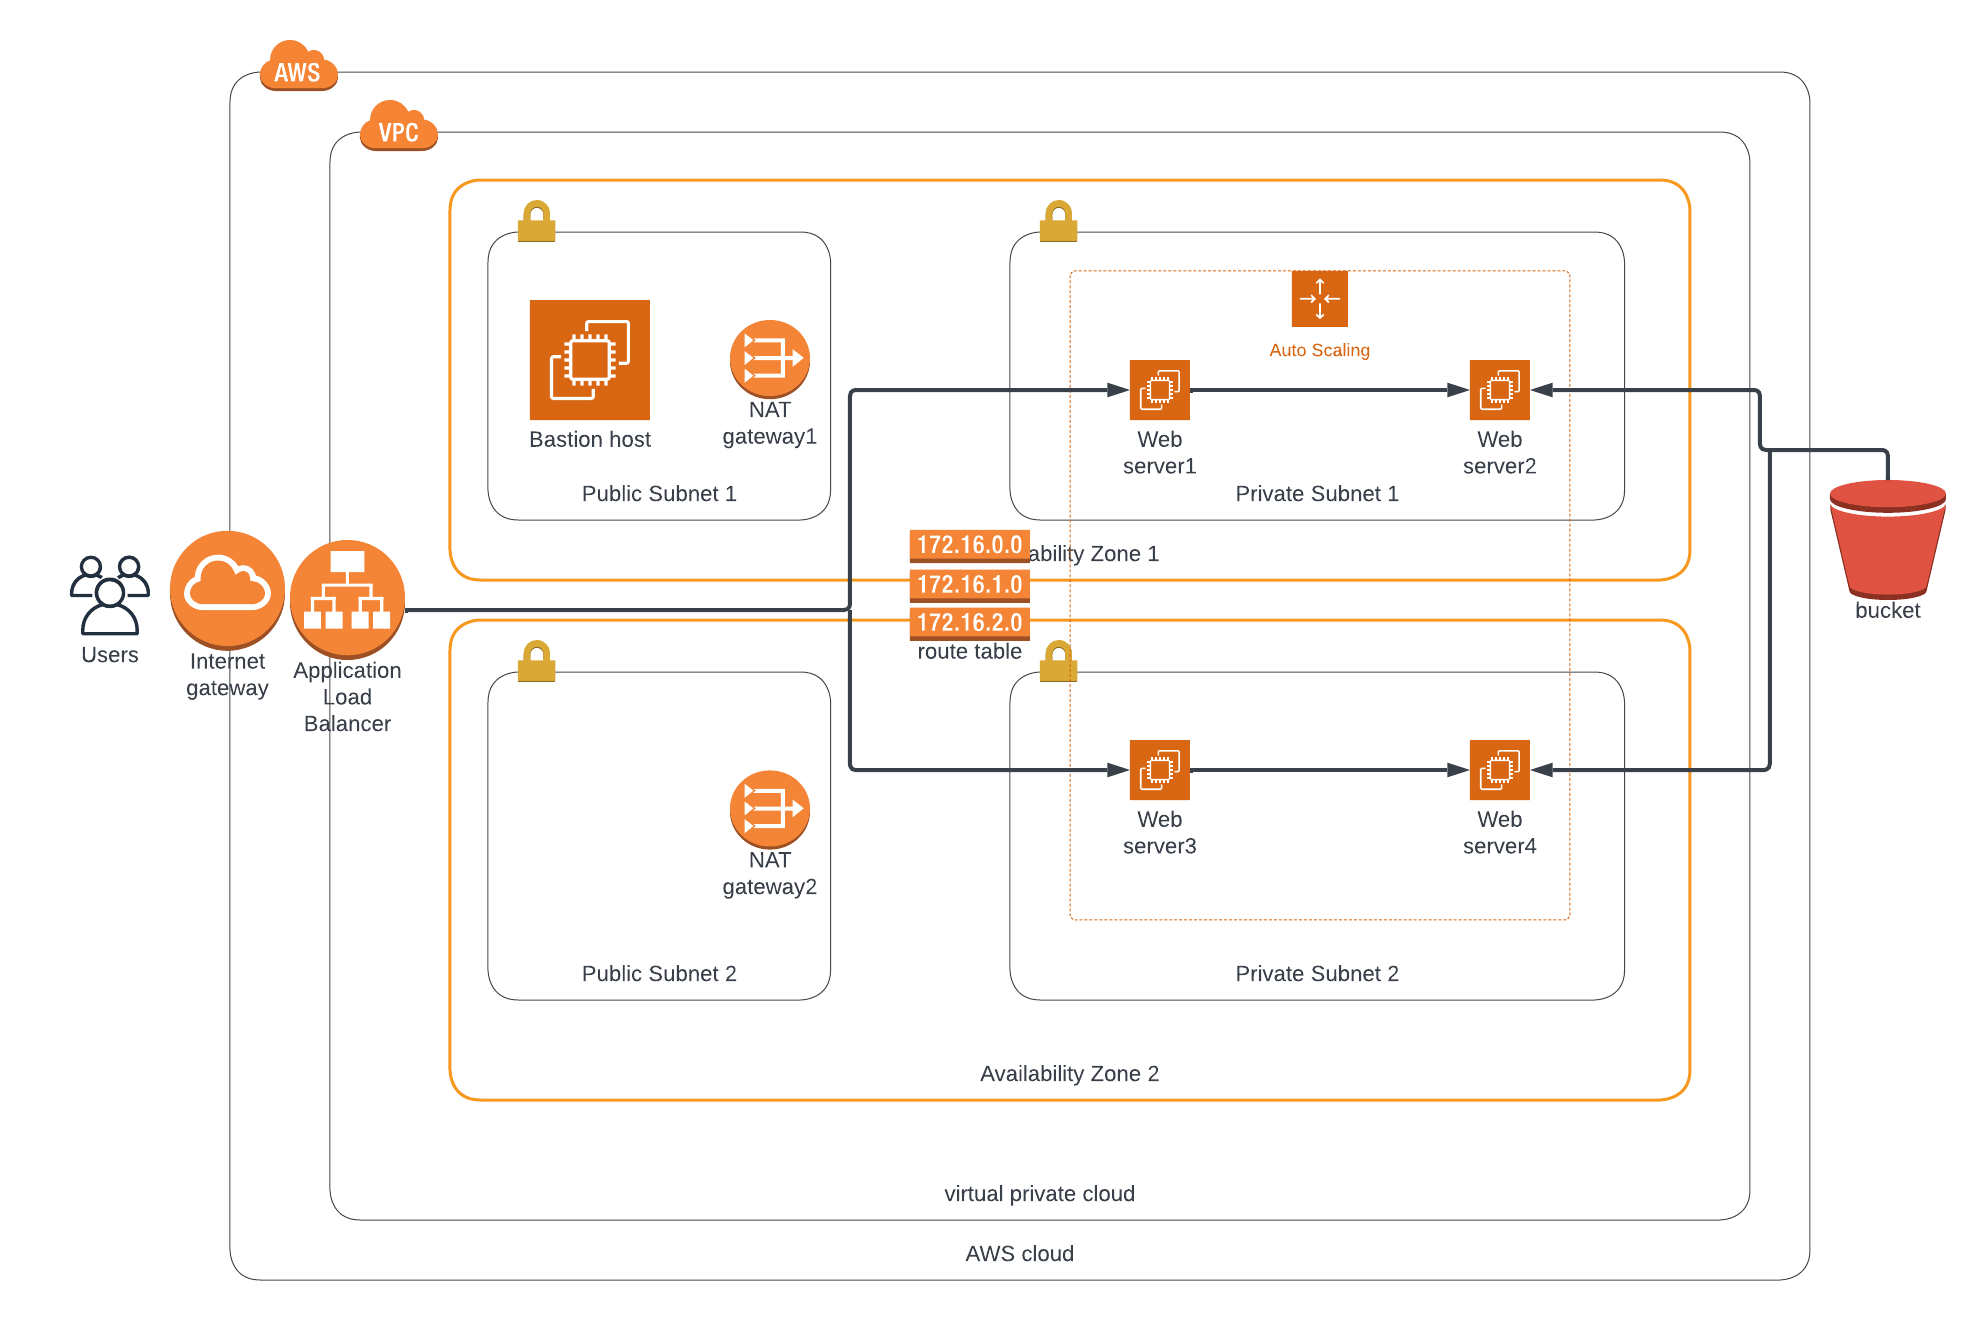 AWS
VPC
Auto Scaling
Bastion host
NAT
gateway1
Web
server1
Web
server2
Public Subnet 1
Private Subnet 1
172.16.0.0
ability Zone 1
172.16.1.0
172.16.2.0
route table
bucket
Users
Internet
gateway
Application
Load
Balancer
Web
server3
Web
server4
NAT
gateway2
Public Subnet 2
Private Subnet 2
Availability Zone 2
virtual private cloud
AWS cloud